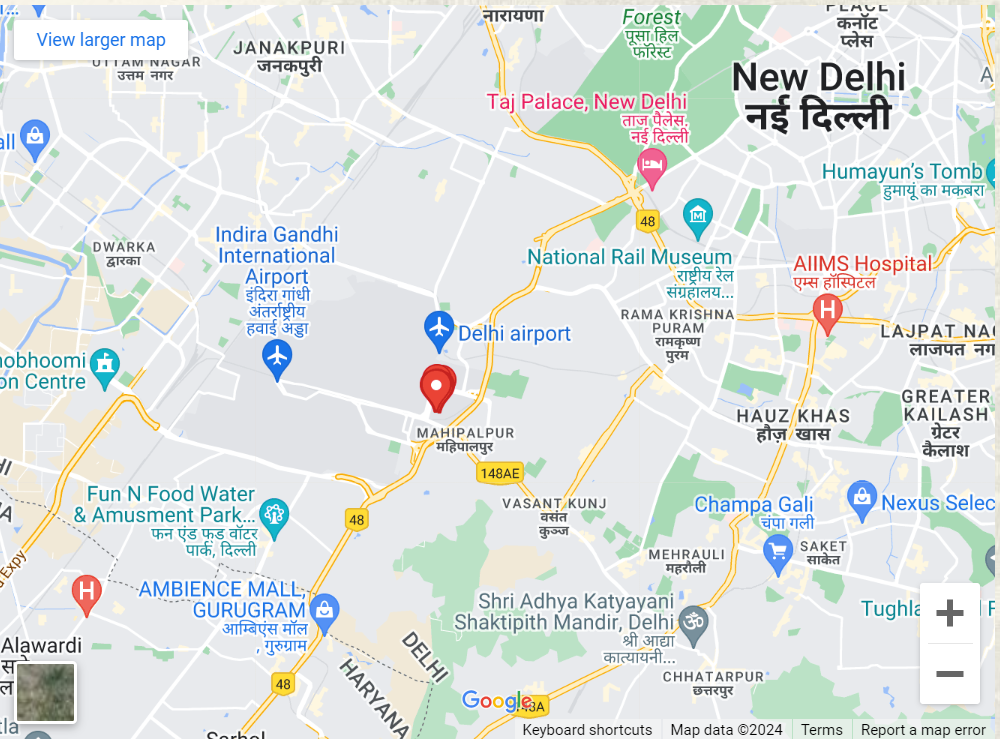 नारायणा
Forest
पूसा हिल
फॉरेस्ट
PLACE
कनॉट
प्लेस
View larger map
JANAKPURI
जनकपुरी
UTTAM NAGAR
उत्तम नगर
New Delhi
नई दिल्ली
Taj Palace, New Delhi
ताज पैलेस,
नई दिल्ली
all
Humayun's Tomb
हुमायूं का मकबरा
48
Indira Gandhi
International
Airport
इंदिरा गांधी
अंतर्राष्ट्रीय
हवाई अड्डा
DWARKA
द्वारका
National Rail Museum
राष्ट्रीय रेल
संग्रहालय...
AIIMS Hospital
एम्स हॉस्पिटल
H
Delhi airport
RAMA KRISHNA
PURAM
रामकृष्ण
पुरम
LAJPAT NAG
लाजपत नग
obhoomi
on Centre
GREATER
KAILASH
ग्रेटर
कैलाश
HAUZ KHAS
हौज़ खास
MAHIPALPUR
महिपालपुर
148AE
Fun N Food Water
& Amusment Park...
फन एंड फूड वॉटर
पार्क, दिल्ली
48
VASANT KUNJ
वसंत
कुञ्ज
Champa Gali
चंपा गली
Nexus Selec
SAKET
साकेत
MEHRAULI
महरौली
Expy
H
AMBIENCE MALL,
GURUGRAM
आम्बिएंस मॉल
, गुरुग्राम
Shri Adhya Katyayani
Shaktipith Mandir, Delhi
श्री आद्या
कात्यायनी...
Tughla
F
Alawardi
DELHI
HARYANA
48
CHHATARPUR
छत्तरपुर
Google
148A
Keyboard shortcuts
Map data ©2024
Terms
Report a map error